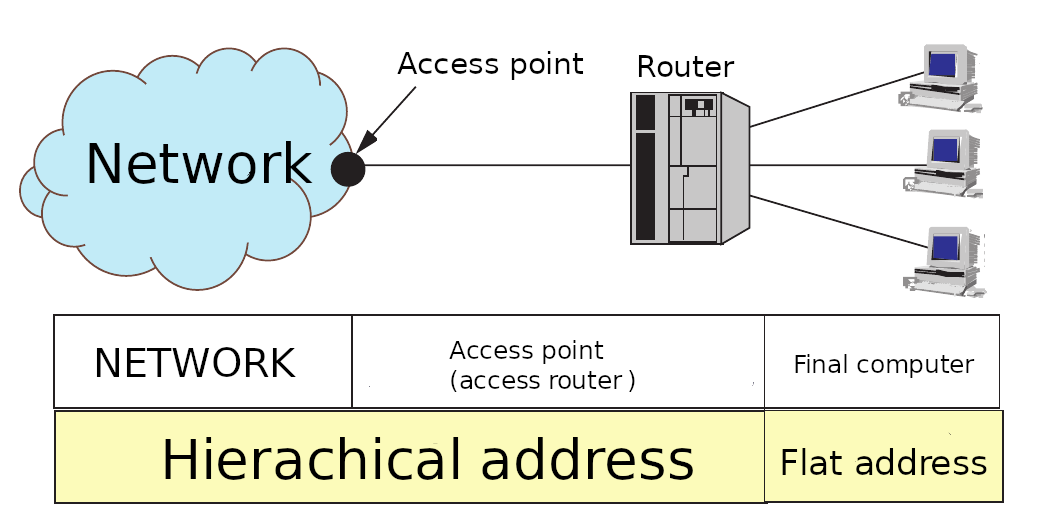 Access point
Router
Network
NETWORK
Access point
(access router )
Final computer
Hierachical address
Flat address